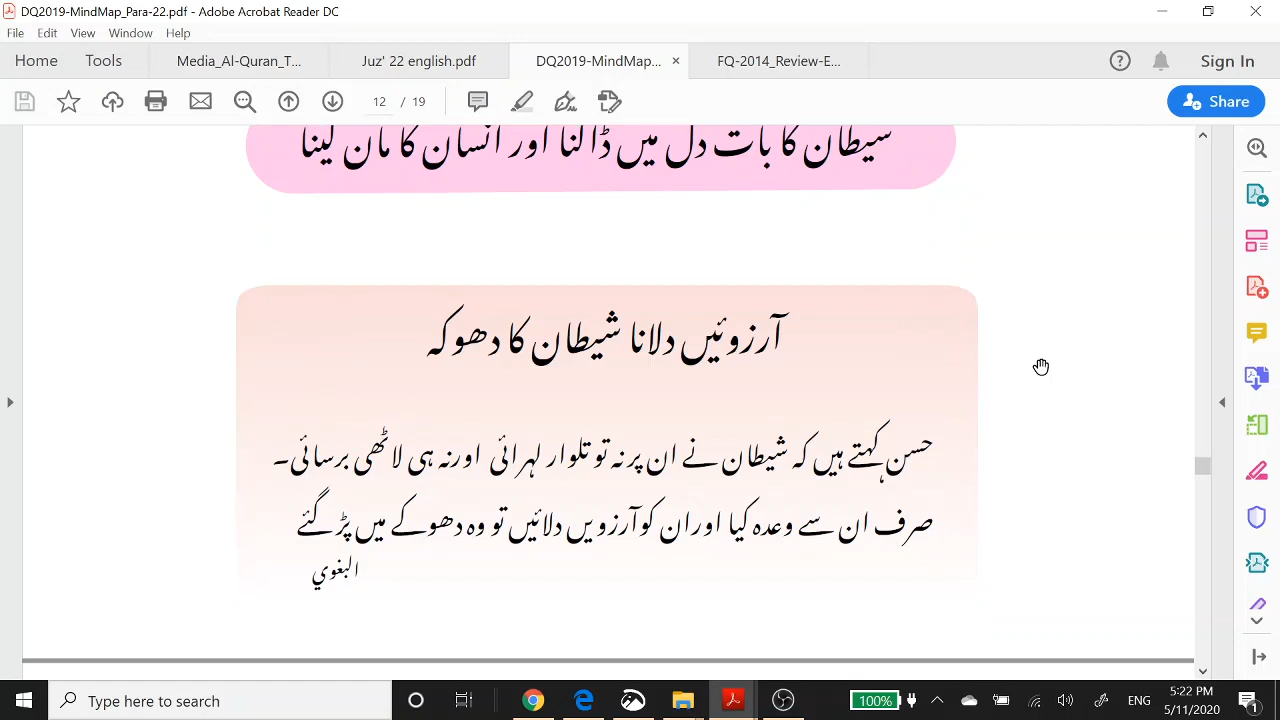 DQ2019-MindMap_Para-22.pdf - Adobe Acrobat Reader DC
File Edit View Window Help
Home Tools Media_Al-Quran_T... Juz' 22 english.pdf DQ2019-MindMap... FQ-2014_Review-E... Sign In
12 / 19 Share
سیطان کا بات دل میں ڈالنا اور انسان کا مان لینا
آرزوئیں دلانا شیطان کا دھوکہ
حسن کہتے ہیں کہ شیطان نے ان پر نہ تو تلوار لہرائی اور نہ ہی لاٹھی برسائی۔
صرف ان سے وعدہ کیا اور ان کو آرزویں دلائیں تو وہ دھوکے میں پڑ گئے
البغوي
Type here to search 100% ENG 5:22 PM
5/11/2020 1